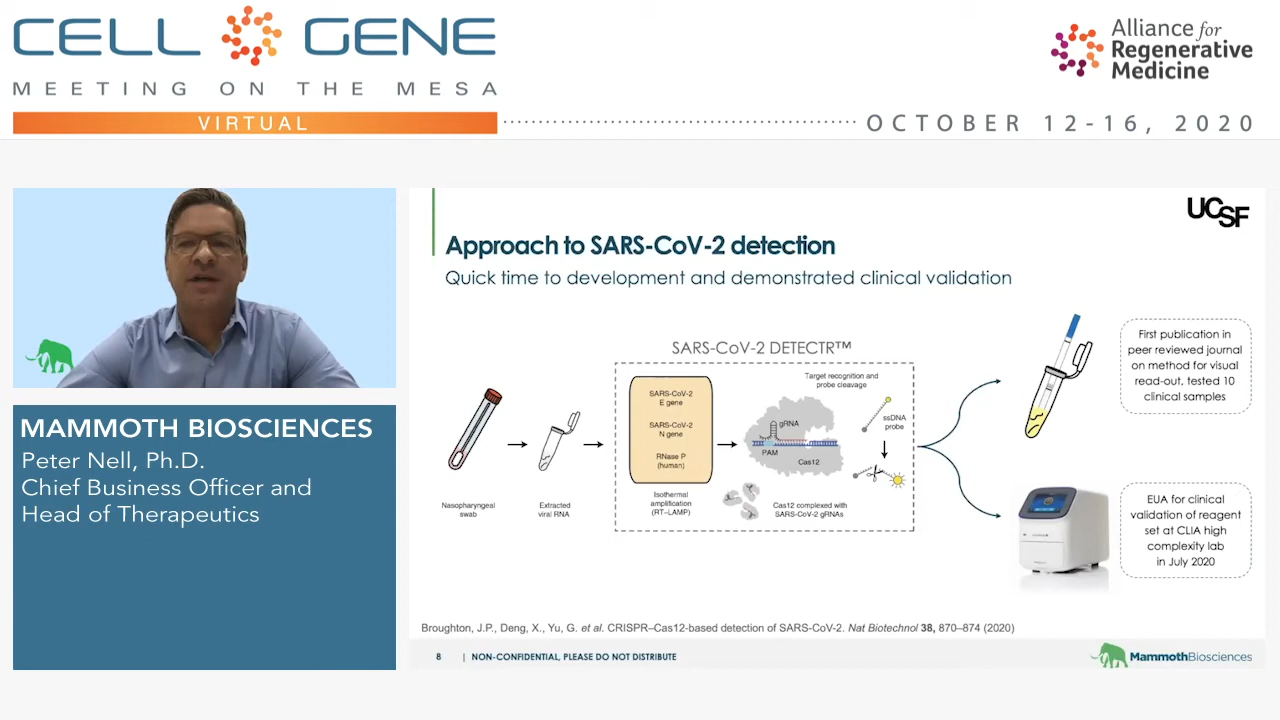 CELL GENE
MEETING ON THE MESA
VIRTUAL
Alliance for
Regenerative
Medicine
OCTOBER 12-16, 2020
MAMMOTH BIOSCIENCES
Peter Nell, Ph.D.
Chief Business Officer and
Head of Therapeutics
UCSF
Approach to SARS-CoV-2 detection
Quick time to development and demonstrated clinical validation
SARS-CoV-2 DETECTR™
Nasopharyngeal
swab
Extracted
viral RNA
SARS-CoV-2
E gene
SARS-CoV-2
N gene
RNase P
(human)
Isothermal
amplification
(RT–LAMP)
Target recognition and
probe cleavage
gRNA
PAM
Cas12
ssDNA
probe
Cas12 complexed with
SARS-CoV-2 gRNAs
First publication in
peer reviewed journal
on method for visual
read-out, tested 10
clinical samples
EUA for clinical
validation of reagent
set at CLIA high
complexity lab
in July 2020
Broughton, J.P., Deng, X., Yu, G. et al. CRISPR–Cas12-based detection of SARS-CoV-2. Nat Biotechnol 38, 870–874 (2020)
8 | NON-CONFIDENTIAL, PLEASE DO NOT DISTRIBUTE
MammothBiosciences